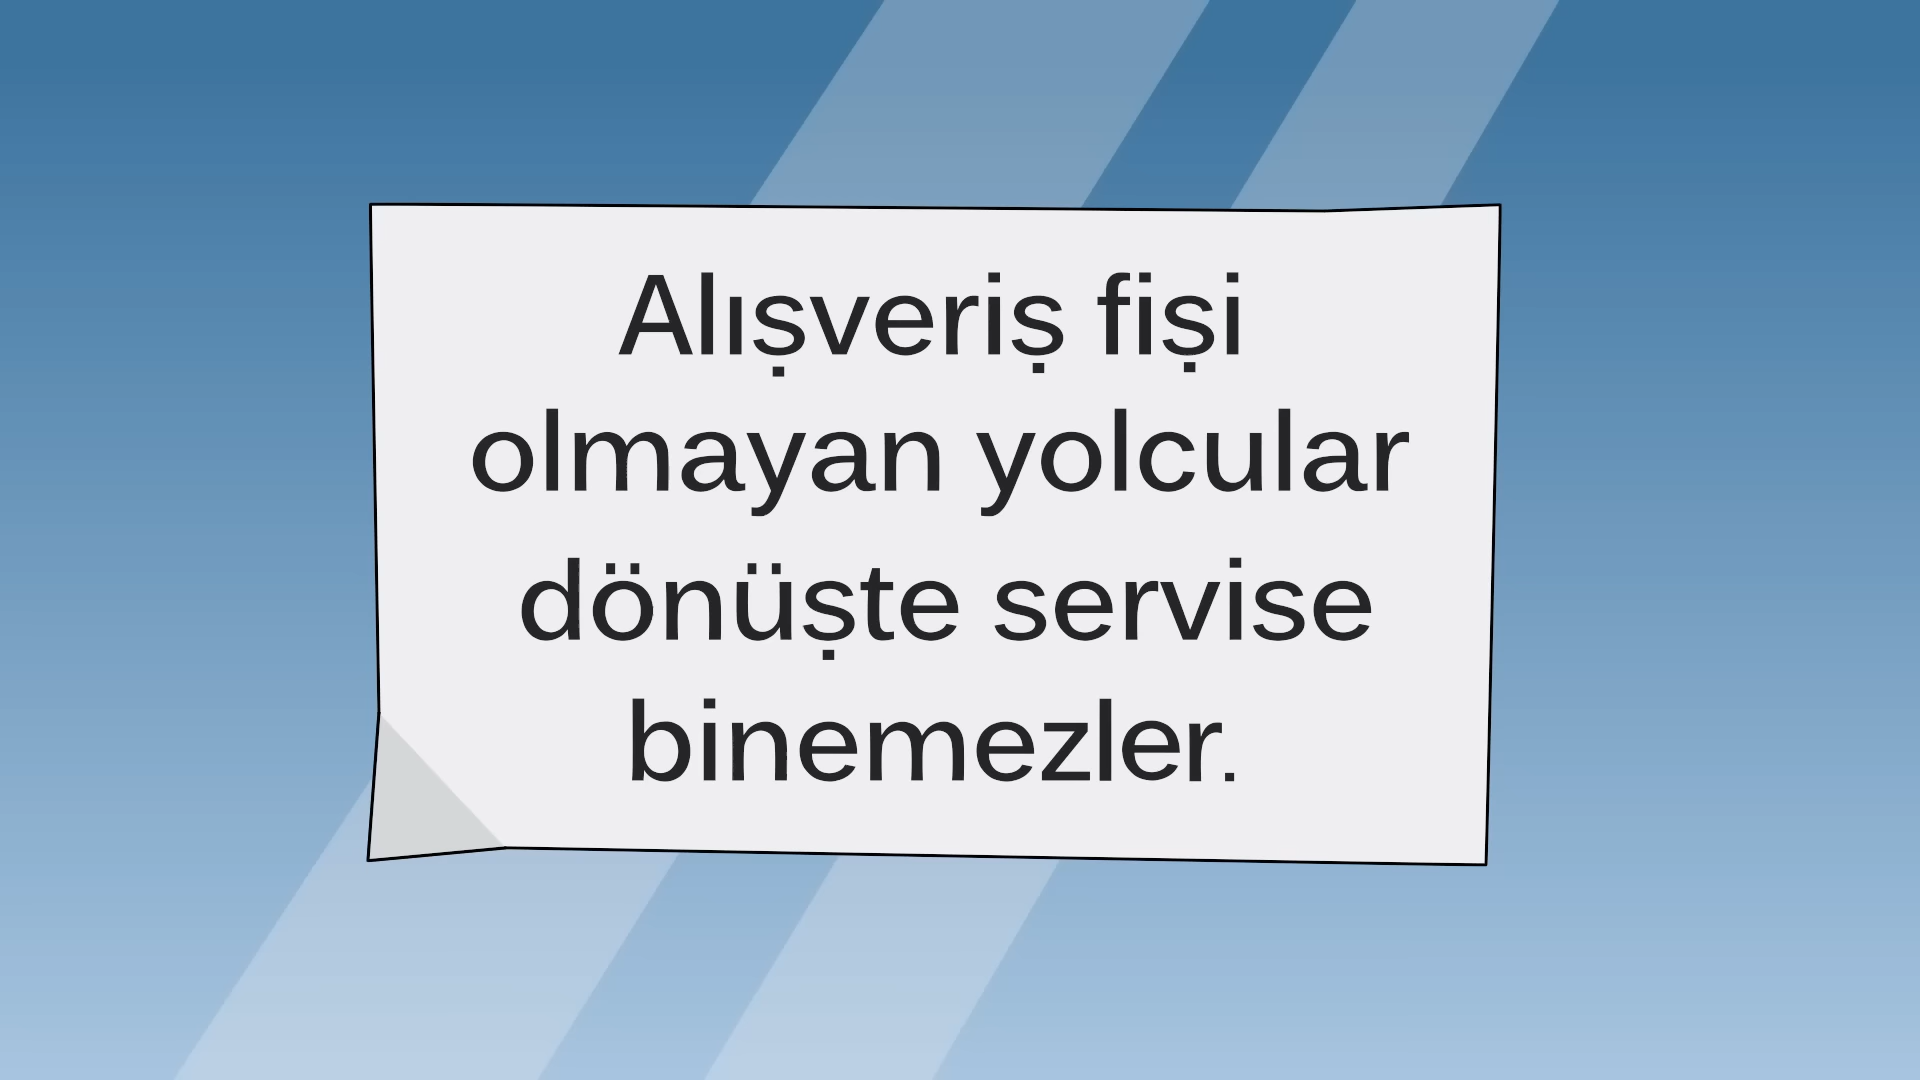 Alışveriş fişi
olmayan yolcular
dönüşte servise
binemezler.